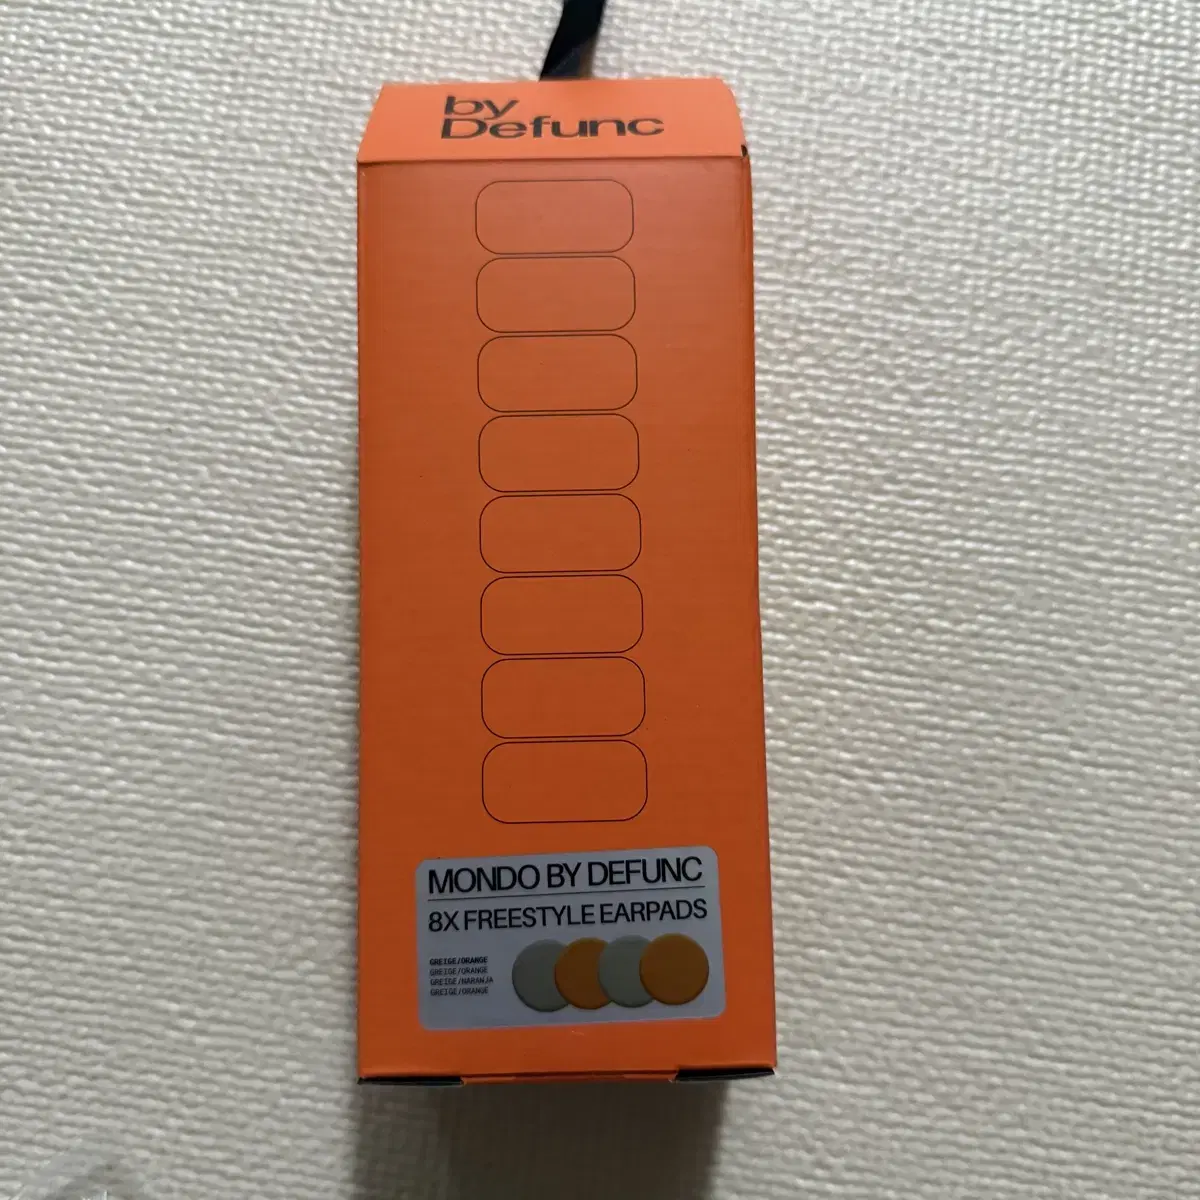 by
Defunc
MONDO BY DEFUNC
8X FREESTYLE EARPADS
GREIGE/ORANGE
GREIGE/ORANGE
GREIGE/NARANJA
GREIGE/ORANGE